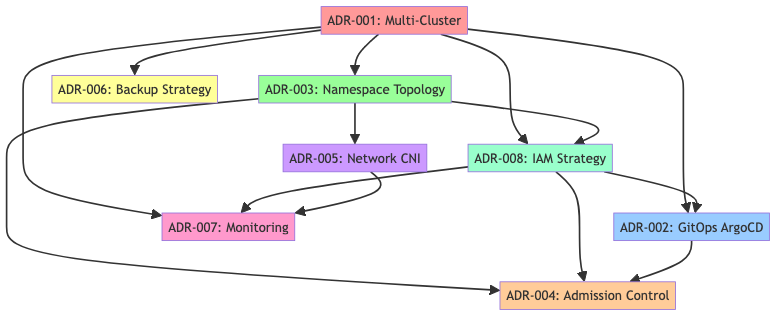 ADR-001: Multi-Cluster
ADR-006: Backup Strategy
ADR-003: Namespace Topology
ADR-005: Network CNI
ADR-008: IAM Strategy
ADR-007: Monitoring
ADR-002: GitOps ArgoCD
ADR-004: Admission Control